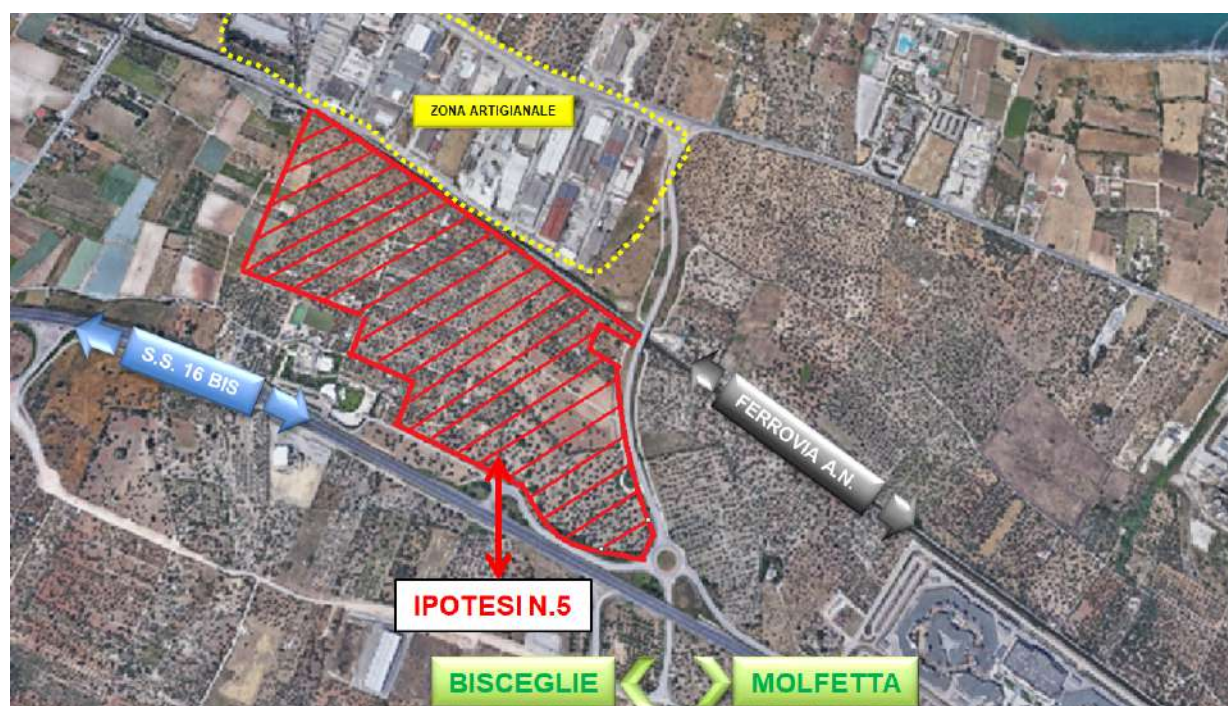 ZONA ARTIGIANALE
S.S. 16 BIS
FERROVIA A.N.
IPOTESI N.5
BISCEGLIE
MOLFETTA